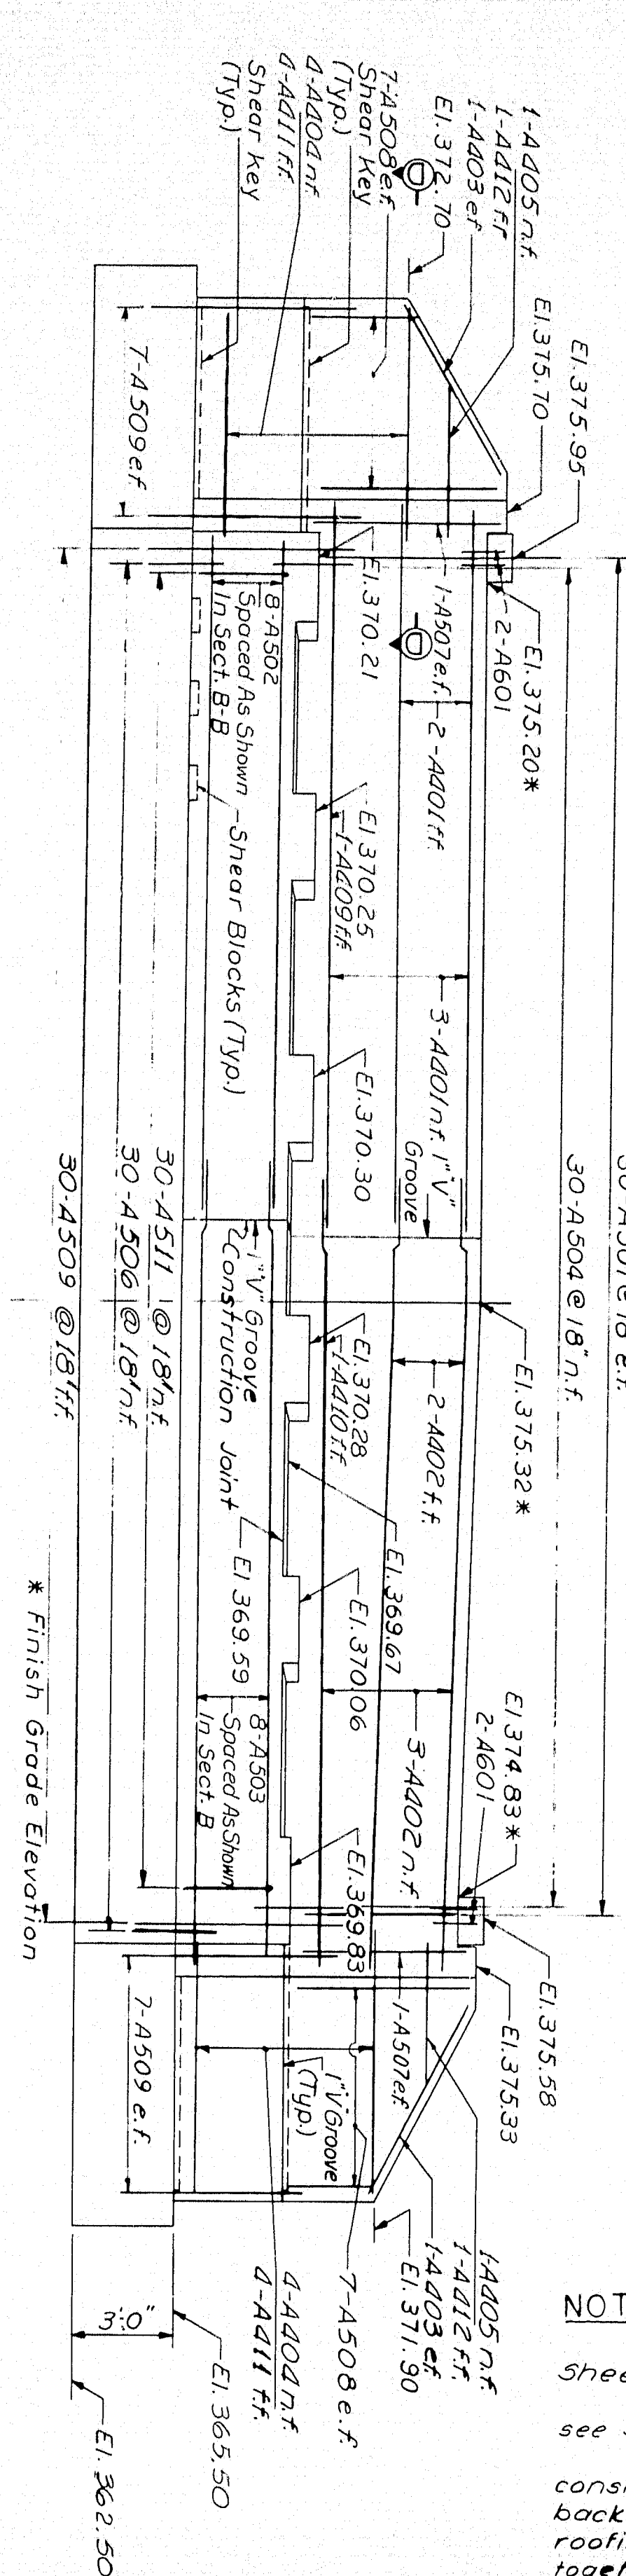 1-A405 n.f.
1-A412 f.f.
1-A403 ef
El. 372.70
El. 375.70
El. 375.95
7-A508 e.f.
Shear Key
(Typ.)
4-A404 n.f.
4-A411 f.f.
Shear Key
(Typ.)
D
7-A509 e.f.
El. 375.20*
2-A601
1-A507 e.f.
D
2-A401 f.f.
El. 370.21
8-A502
Spaced As Shown
In Sect. B-B
Shear Blocks (Typ.)
El. 370.25
1-A409 f.f.
3-A401 n.f.
1" "V"
Groove
El. 370.30
30-A504 @ 18" n.f.
30-A511 @ 18" n.f.
30-A506 @ 18" n.f.
30-A509 @ 18" f.f.
1" "V" Groove
Construction Joint
El. 375.32*
El. 370.28
1-A410 f.f.
2-A402 f.f.
El. 369.67
El. 369.59
El. 370.06
8-A503
Spaced As Shown
In Sect. B
3-A402 n.f.
El. 374.83*
2-A601
El. 369.83
* Finish Grade Elevation
El. 375.58
El. 375.33
1-A507 e.f.
1" "V" Groove
(Typ.)
7-A509 e.f.
1-A405 n.f.
1-A412 f.f.
1-A403 e.f.
El. 371.90
7-A508 e.f.
4-A404 n.f.
4-A411 f.f.
El. 365.50
3'-0"
El. 362.50
NOT
shee
see
back
roofi
toget